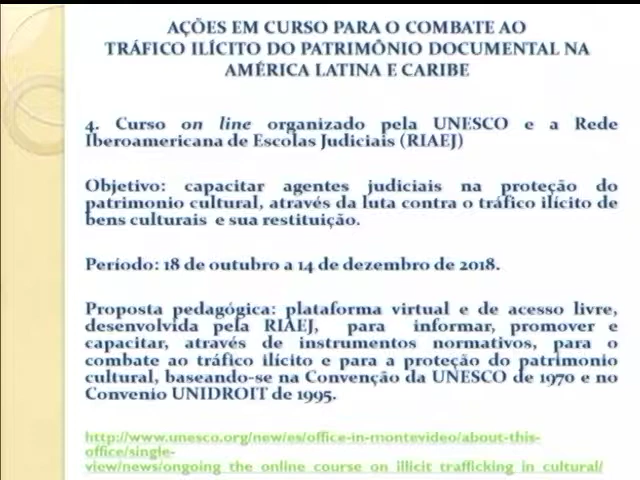 AÇÕES EM CURSO PARA O COMBATE AO
TRÁFICO ILÍCITO DO PATRIMÔNIO DOCUMENTAL NA
AMÉRICA LATINA E CARIBE
4. Curso on line organizado pela UNESCO e a Rede
Iberoamericana de Escolas Judiciais (RIAEJ)
Objetivo: capacitar agentes judiciais na proteção do
patrimonio cultural, através da luta contra o tráfico ilícito de
bens culturais e sua restituição.
Período: 18 de outubro a 14 de dezembro de 2018.
Proposta pedagógica: plataforma virtual e de acesso livre,
desenvolvida pela RIAEJ, para informar, promover e
capacitar, através de instrumentos normativos, para o
combate ao tráfico ilícito e para a proteção do patrimonio
cultural, baseando-se na Convenção da UNESCO de 1970 e no
Convenio UNIDROIT de 1995.
http://www.unesco.org/new/es/office-in-montevideo/about-this-
office/single-
view/news/ongoing_the_online_course_on_illicit_trafficking_in_cultural/